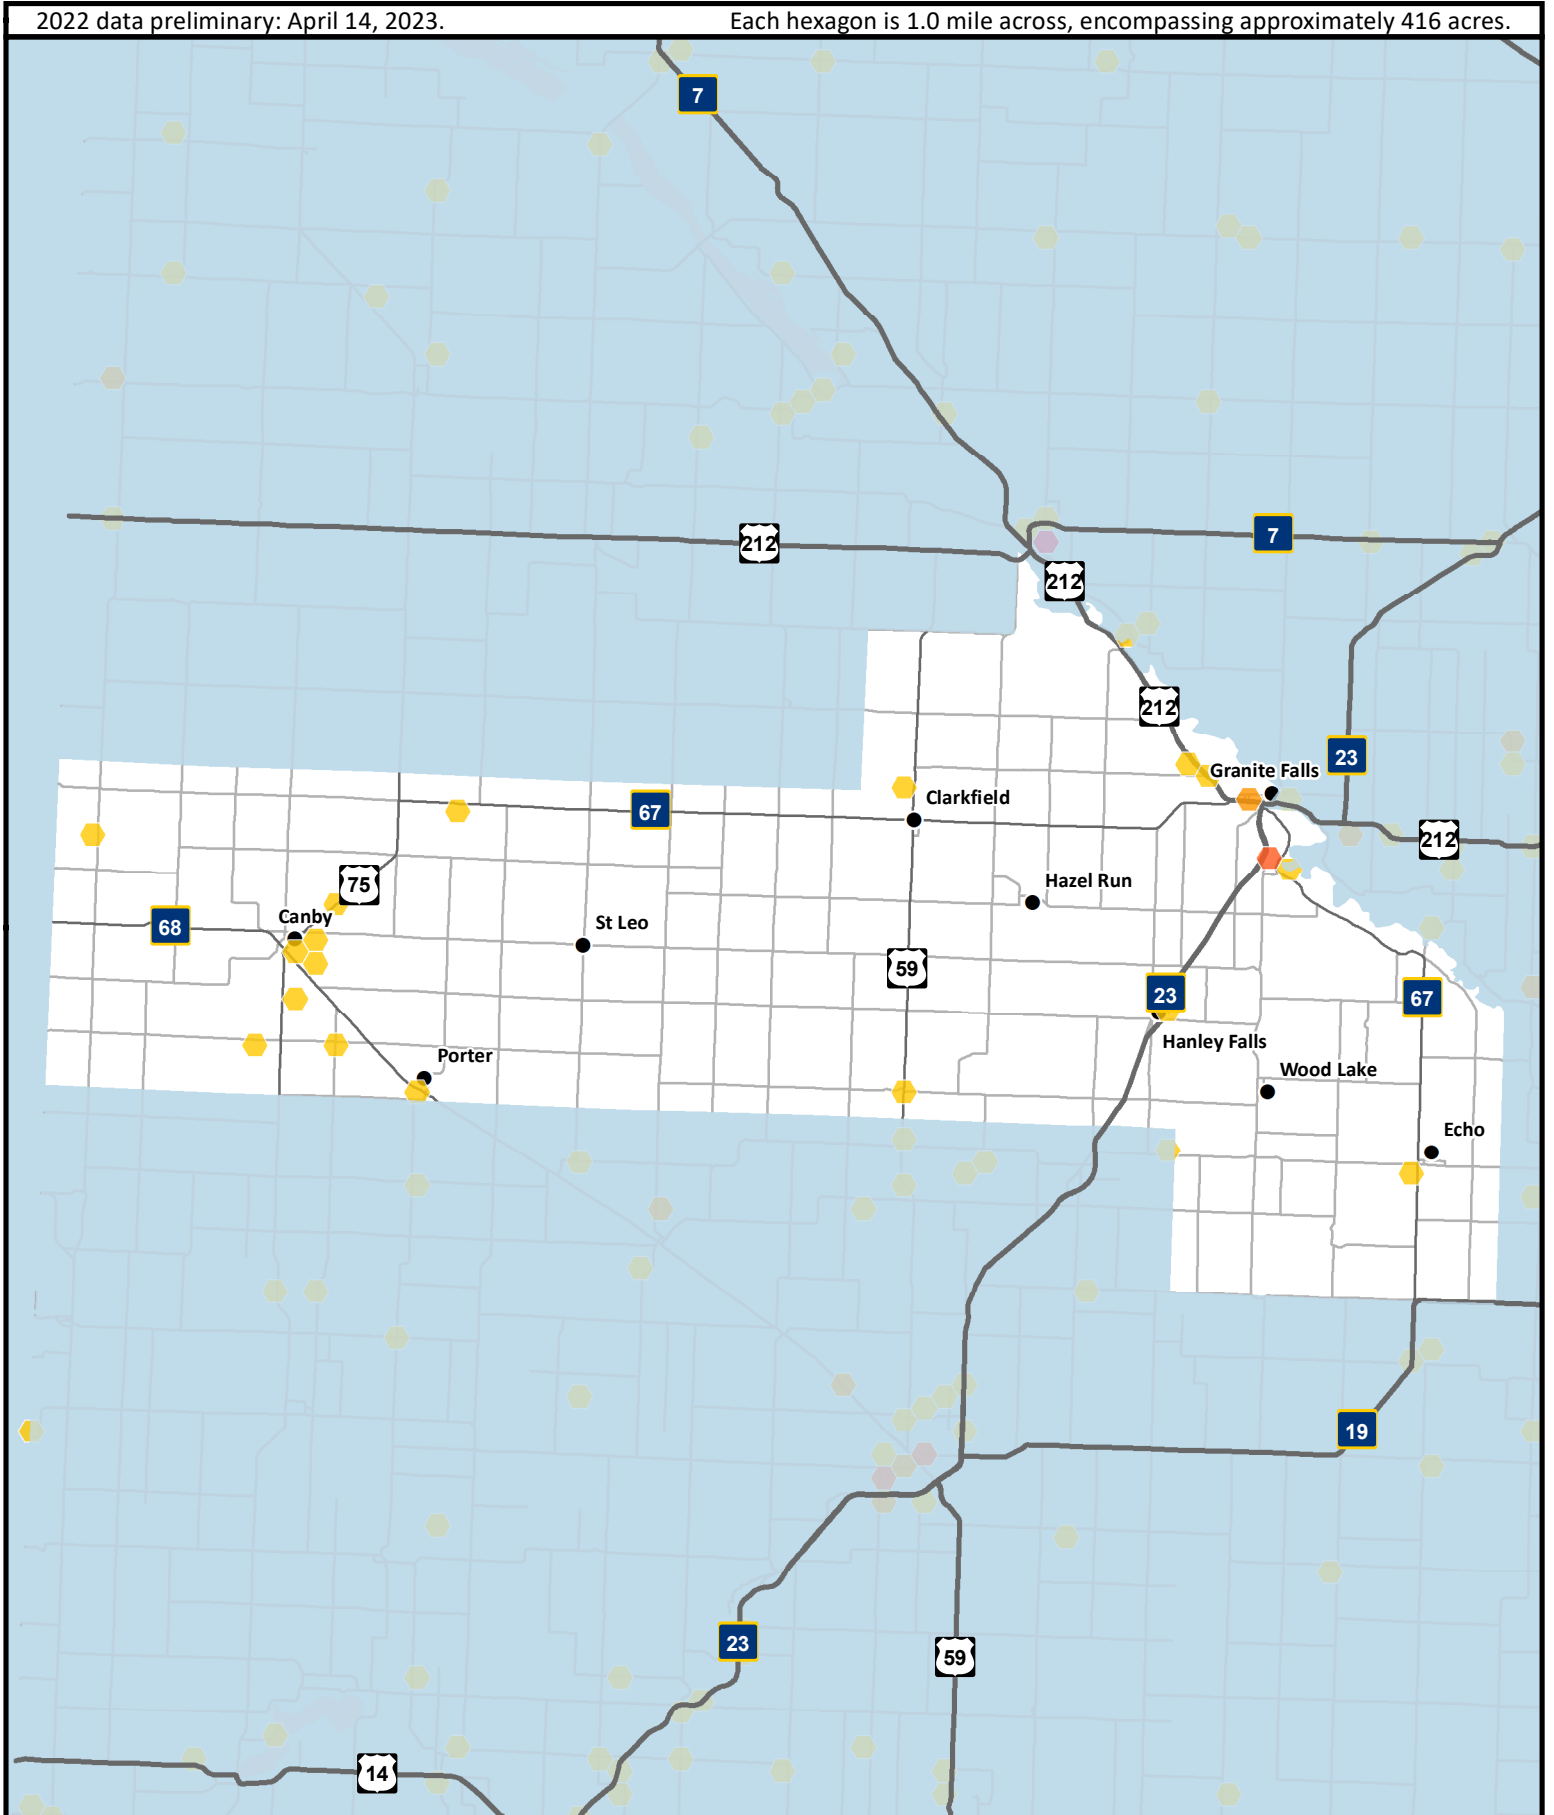 2022 data preliminary: April 14, 2023.
Each hexagon is 1.0 mile across, encompassing approximately 416 acres.
7
212
7
212
212
23
Granite Falls
67
Clarkfield
212
75
Hazel Run
Canby
68
St Leo
59
23
67
Hanley Falls
Porter
Wood Lake
Echo
19
23
59
14